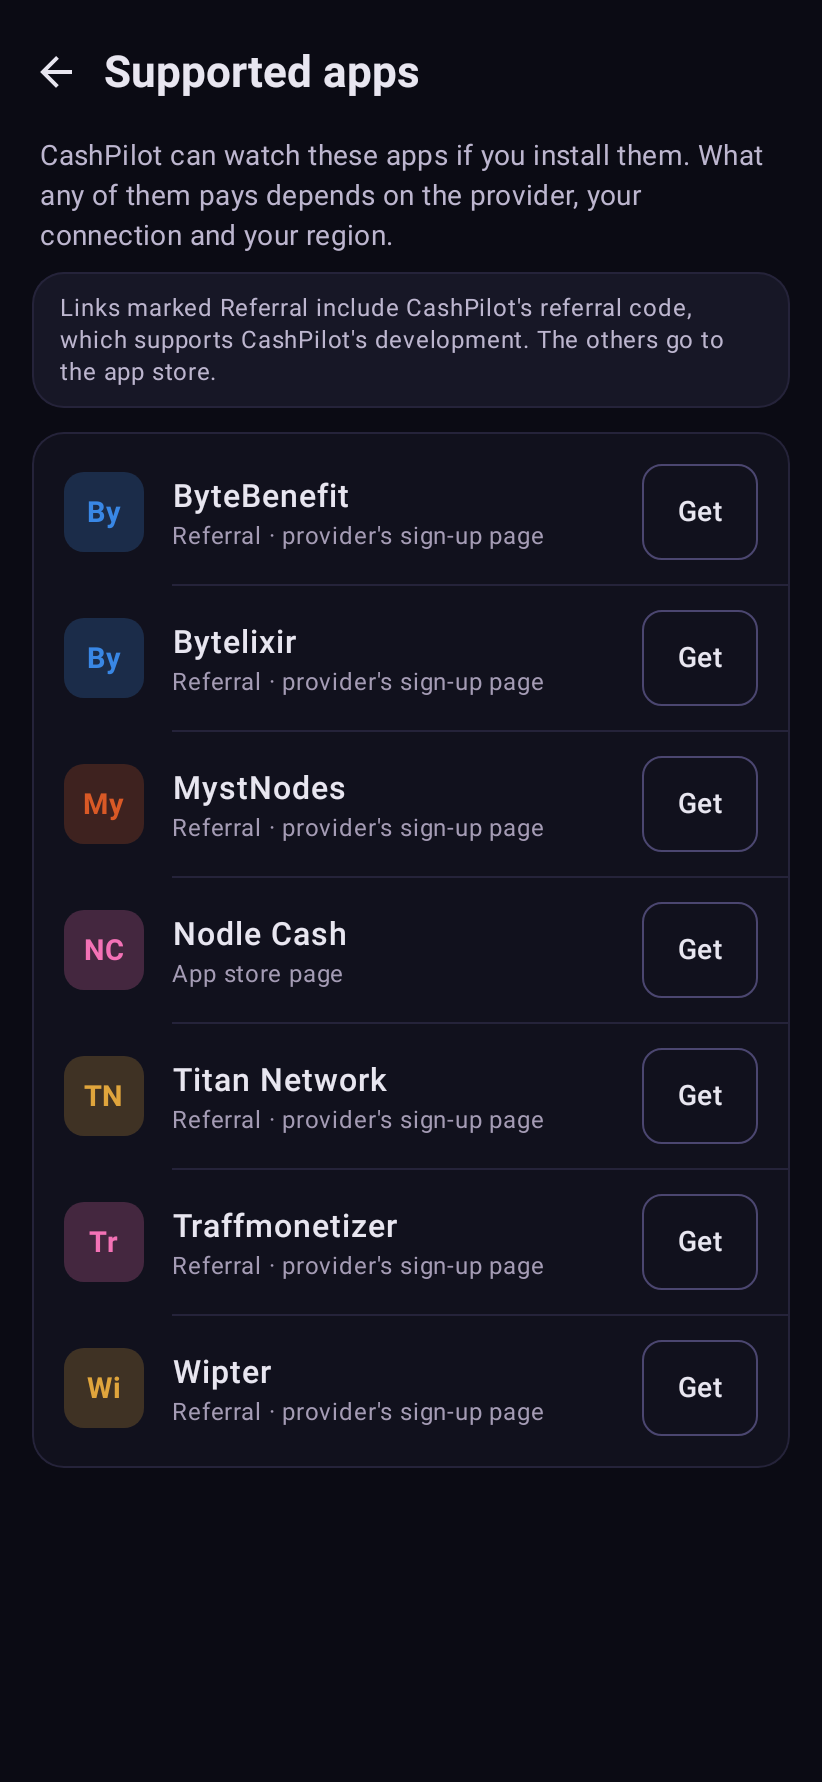 Supported apps
CashPilot can watch these apps if you install them. What
any of them pays depends on the provider, your
connection and your region.
Links marked Referral include CashPilot's referral code,
which supports CashPilot's development. The others go to
the app store.
By
ByteBenefit
Referral · provider's sign-up page
Get
By
Bytelixir
Referral · provider's sign-up page
Get
My
MystNodes
Referral · provider's sign-up page
Get
NC
Nodle Cash
App store page
Get
TN
Titan Network
Referral · provider's sign-up page
Get
Tr
Traffmonetizer
Referral · provider's sign-up page
Get
Wi
Wipter
Referral · provider's sign-up page
Get